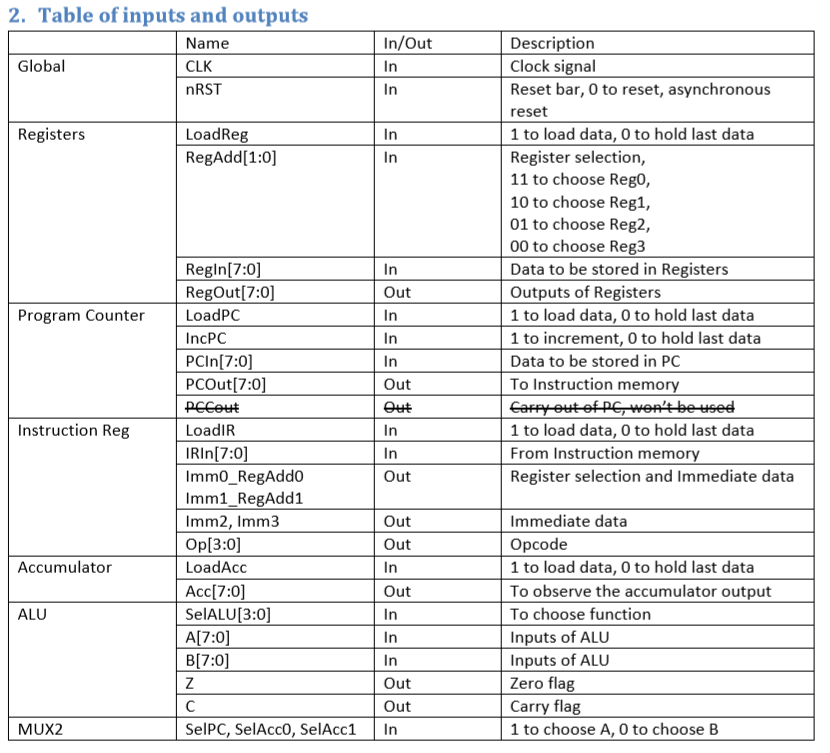 2. Table of inputs and outputs
Name In/Out Description
Global CLK In Clock signal
nRST In Reset bar, 0 to reset, asynchronous
reset
Registers LoadReg In 1 to load data, 0 to hold last data
RegAdd[1:0] In Register selection,
11 to choose Reg0,
10 to choose Reg1,
01 to choose Reg2,
00 to choose Reg3
RegIn[7:0] In Data to be stored in Registers
RegOut[7:0] Out Outputs of Registers
Program Counter LoadPC In 1 to load data, 0 to hold last data
IncPC In 1 to increment, 0 to hold last data
PCIn[7:0] In Data to be stored in PC
PCOut[7:0] Out To Instruction memory
PCCout Out Carry out of PC, won't be used
Instruction Reg LoadIR In 1 to load data, 0 to hold last data
IRIn[7:0] In From Instruction memory
Imm0_RegAdd0 Out Register selection and Immediate data
Imm1_RegAdd1
Imm2, Imm3 Out Immediate data
Op[3:0] Out Opcode
Accumulator LoadAcc In 1 to load data, 0 to hold last data
Acc[7:0] Out To observe the accumulator output
ALU SelALU[3:0] In To choose function
A[7:0] In Inputs of ALU
B[7:0] In Inputs of ALU
Z Out Zero flag
C Out Carry flag
MUX2 SelPC, SelAcc0, SelAcc1 In 1 to choose A, 0 to choose B